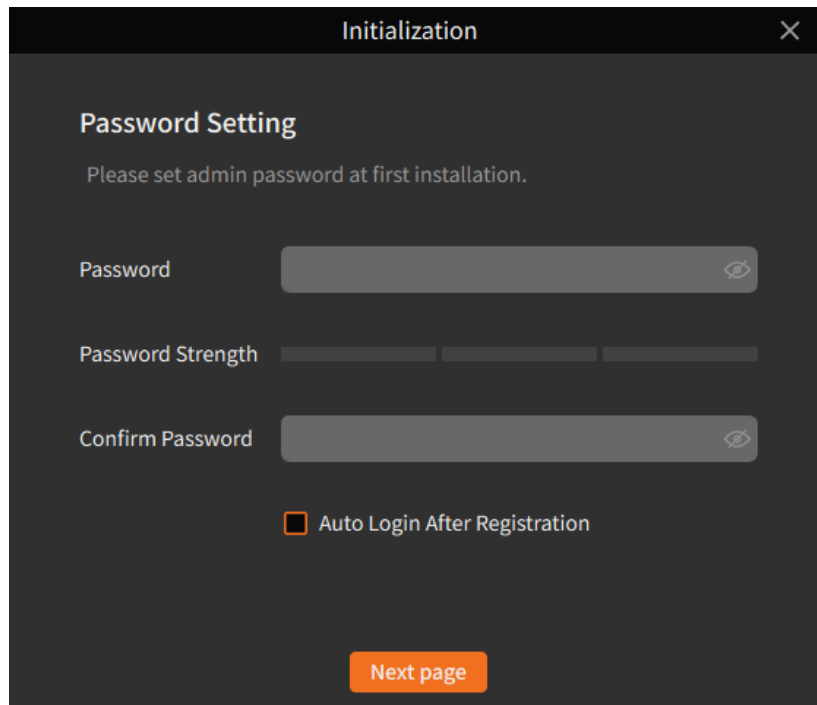 Initialization
Password Setting
Please set admin password at first installation.
Password
Password Strength
Confirm Password
Auto Login After Registration
Next page